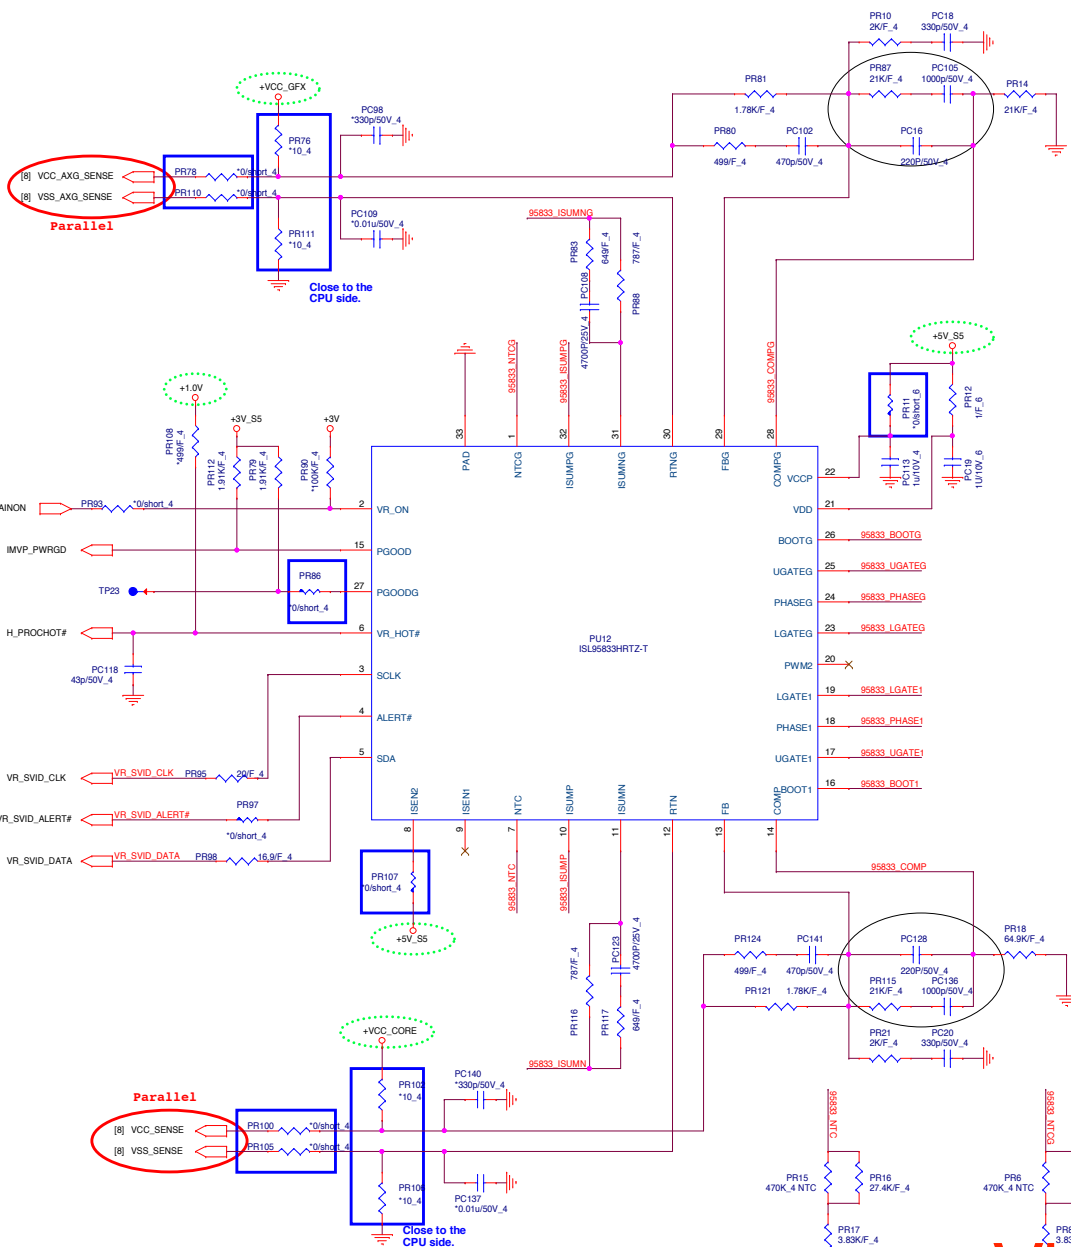 PR10
2K/F_4
PC18
330p/50V_4
PR87
21K/F_4
PC105
1000p/50V_4
PR81
1.78K/F_4
PR14
21K/F_4
+VCC_GFX
PC98
*330p/50V_4
PR76
*10_4
PR80
499/F_4
PC102
470p/50V_4
PC16
220P/50V_4
[8] VCC_AXG_SENSE
PR78
*0/short_4
[8] VSS_AXG_SENSE
PR110
*0/short_4
Parallel
PC109
*0.01u/50V_4
PR111
*10_4
95833_ISUMNG
PR83
649/F_4
787/F_4
PR88
PC108
4700P/25V_4
Close to the
CPU side.
+5V_S5
+1.0V
95833_NTCG
95833_ISUMPG
95833_COMPG
PR11
*0/short_6
PR12
1/F_6
+3V_S5
+3V
PR108
*499/F_4
PR112
1.91K/F_4
PR79
1.91K/F_4
PR90
*100K/F_4
33
1
32
31
30
29
28
PAD
NTCG
ISUMPG
ISUMNG
RTNG
FBG
COMPG
PC113
1u/10V_4
PC19
1U/10V_6
VCCP
22
VDD
21
AINON
PR93
*0/short_4
2
VR_ON
BOOTG
26
95833_BOOTG
IMVP_PWRGD
15
PGOOD
UGATEG
25
95833_UGATEG
TP23
PR86
*0/short_4
27
PGOODG
PHASEG
24
95833_PHASEG
H_PROCHOT#
6
VR_HOT#
LGATEG
23
95833_LGATEG
PU12
ISL95833HRTZ-T
PC118
43p/50V_4
3
SCLK
PWM2
20
LGATE1
19
95833_LGATE1
4
ALERT#
PHASE1
18
95833_PHASE1
5
SDA
UGATE1
17
95833_UGATE1
VR_SVID_CLK
VR_SVID_CLK
PR95
20/F_4
BOOT1
16
95833_BOOT1
VR_SVID_ALERT#
VR_SVID_ALERT#
PR97
*0/short_4
ISEN2
ISEN1
NTC
ISUMP
ISUMN
RTN
FB
COMP
8
9
7
10
11
12
13
14
VR_SVID_DATA
VR_SVID_DATA
PR98
16.9/F_4
PR107
*0/short_4
95833_NTC
95833_ISUMP
95833_COMP
+5V_S5
787/F_4
PR116
PC123
4700P/25V_4
PR117
649/F_4
95833_ISUMN
PR124
499/F_4
PC141
470p/50V_4
PC128
220P/50V_4
PR18
64.9K/F_4
PR121
1.78K/F_4
PR115
21K/F_4
PC136
1000p/50V_4
PR21
2K/F_4
PC20
330p/50V_4
+VCC_CORE
PC140
*330p/50V_4
PR102
*10_4
Parallel
[8] VCC_SENSE
PR100
*0/short_4
[8] VSS_SENSE
PR105
*0/short_4
*10_4
PC137
*0.01u/50V_4
Close to the
CPU side.
95833_NTC
95833_NTCG
PR15
470K_4 NTC
PR16
27.4K/F_4
PR6
470K_4 NTC
PR17
3.83K/F_4